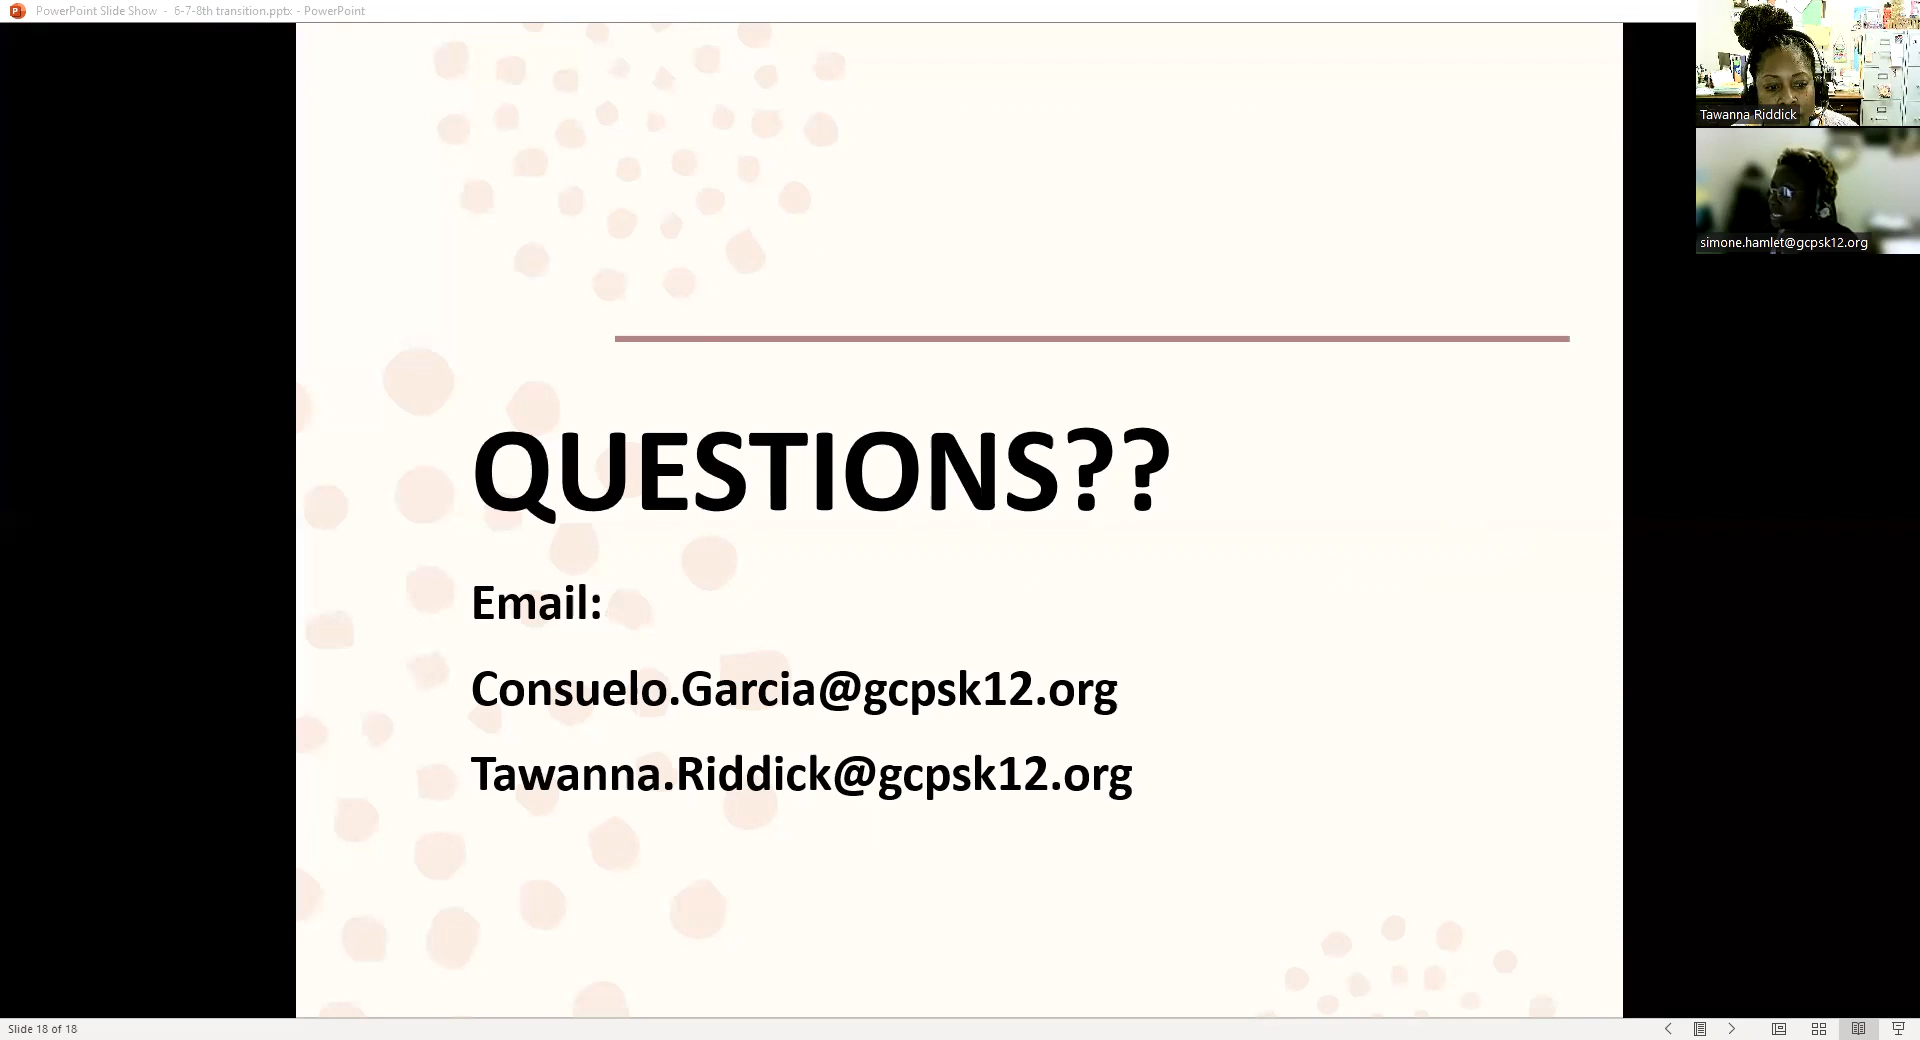 PowerPoint Slide Show - 6-7-8th transition.pptx - PowerPoint
Tawanna Riddick
simone.hamlet@gcpsk12.org
QUESTIONS??
Email:
Consuelo.Garcia@gcpsk12.org
Tawanna.Riddick@gcpsk12.org
Slide 18 of 18